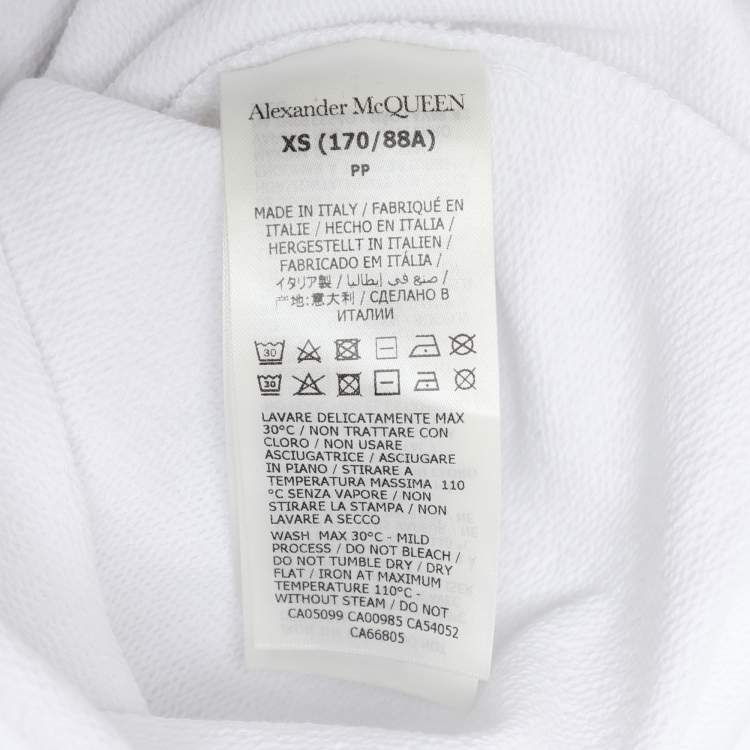 Alexander McQUEEN
XS (170/88A)
PP
MADE IN ITALY / FABRIQUÉ EN
ITALIE / HECHO EN ITALIA /
HERGESTELLT IN ITALIEN /
FABRICADO EM ITÁLIA /
イタリア製 / صنع في إيطاليا /
产地:意大利 / СДЕЛАНО В
ИТАЛИИ
30
30
LAVARE DELICATAMENTE MAX
30°C / NON TRATTARE CON
CLORO / NON USARE
ASCIUGATRICE / ASCIUGARE
IN PIANO / STIRARE A
TEMPERATURA MASSIMA 110
°C SENZA VAPORE / NON
STIRARE LA STAMPA / NON
LAVARE A SECCO
WASH MAX 30°C - MILD
PROCESS / DO NOT BLEACH /
DO NOT TUMBLE DRY / DRY
FLAT / IRON AT MAXIMUM
TEMPERATURE 110°C -
WITHOUT STEAM / DO NOT
CA05099 CA00985 CA54052
CA66805